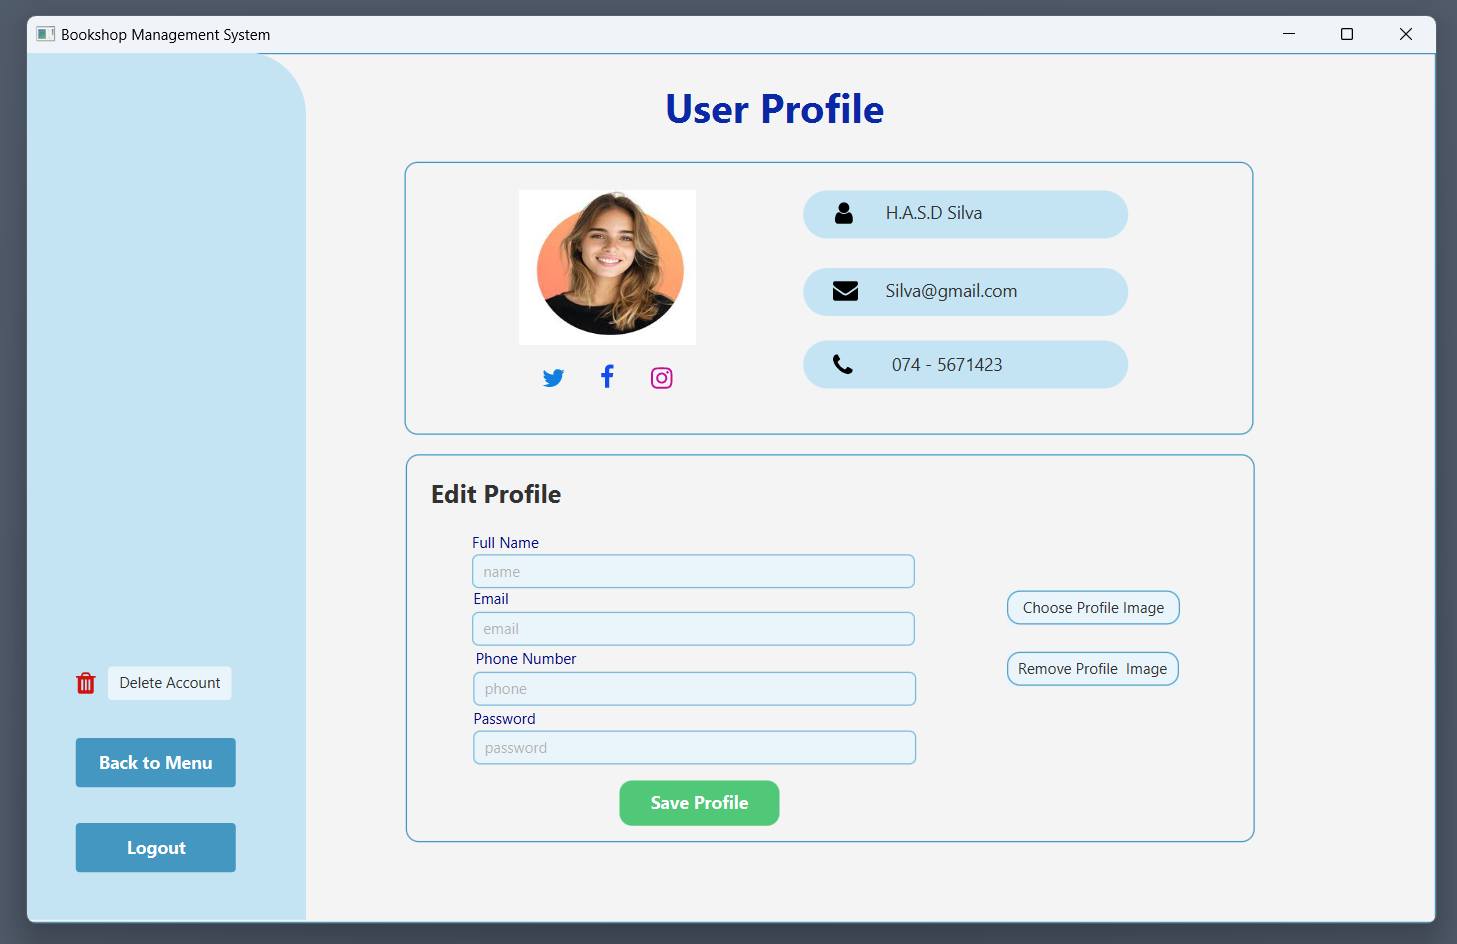 Bookshop Management System
User Profile
H.A.S.D Silva
Silva@gmail.com
074 - 5671423
Edit Profile
Full Name
name
Email
email
Phone Number
phone
Password
password
Save Profile
Choose Profile Image
Remove Profile  Image
Delete Account
Back to Menu
Logout